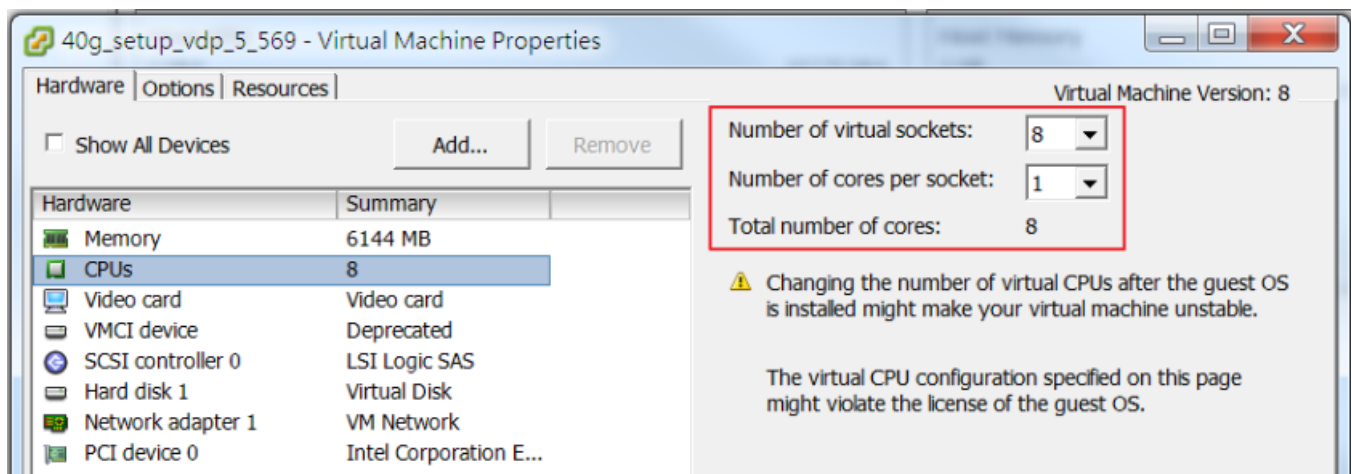 40g_setup_vdp_5_569 - Virtual Machine Properties
Hardware Options Resources
Virtual Machine Version: 8
Show All Devices
Add...
Remove
Hardware Summary
Memory 6144 MB
CPUs 8
Video card Video card
VMCI device Deprecated
SCSI controller 0 LSI Logic SAS
Hard disk 1 Virtual Disk
Network adapter 1 VM Network
PCI device 0 Intel Corporation E...
Number of virtual sockets: 8
Number of cores per socket: 1
Total number of cores: 8
Changing the number of virtual CPUs after the guest OS
is installed might make your virtual machine unstable.
The virtual CPU configuration specified on this page
might violate the license of the guest OS.